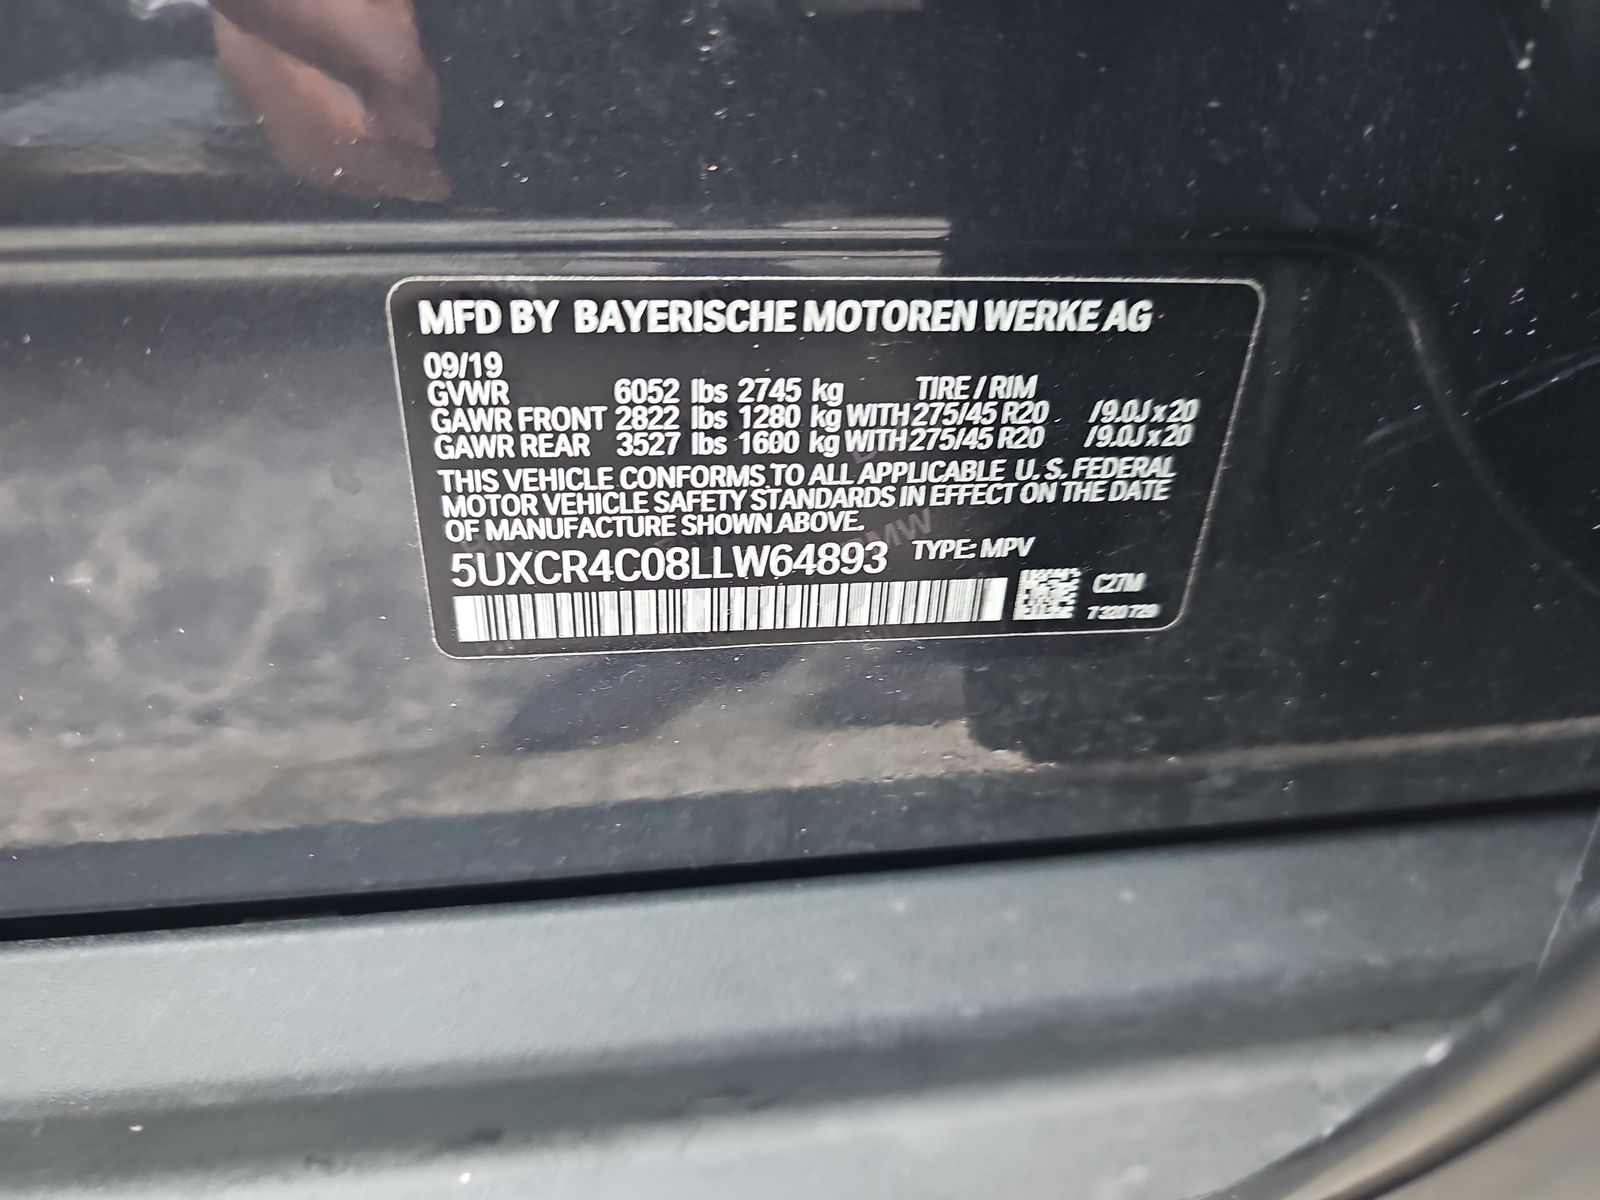 MFD BY BAYERISCHE MOTOREN WERKE AG
09/19
GVWR 6052 lbs 2745 kg TIRE / RIM
GAWR FRONT 2822 lbs 1280 kg WITH 275/45 R20 / 9.0J x 20
GAWR REAR 3527 lbs 1600 kg WITH 275/45 R20 / 9.0J x 20
THIS VEHICLE CONFORMS TO ALL APPLICABLE U. S. FEDERAL
MOTOR VEHICLE SAFETY STANDARDS IN EFFECT ON THE DATE
OF MANUFACTURE SHOWN ABOVE.
5UXCR4C08LLW64893 TYPE: MPV
C27M
7 320 729